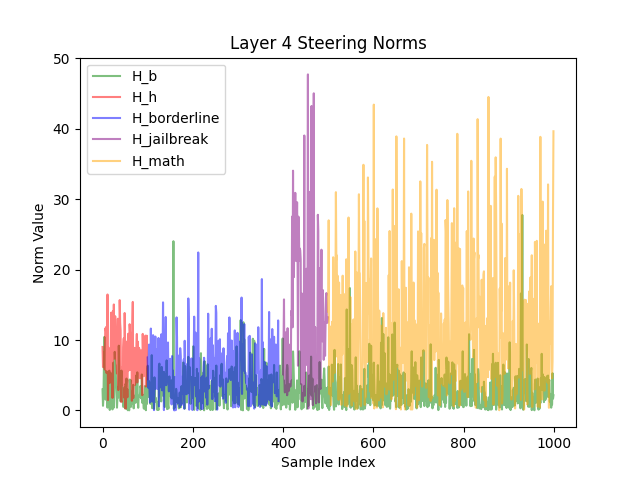 Layer 4 Steering Norms
50
40
30
20
10
0
Norm Value
H_b
H_h
H_borderline
H_jailbreak
H_math
0
200
400
600
800
1000
Sample Index